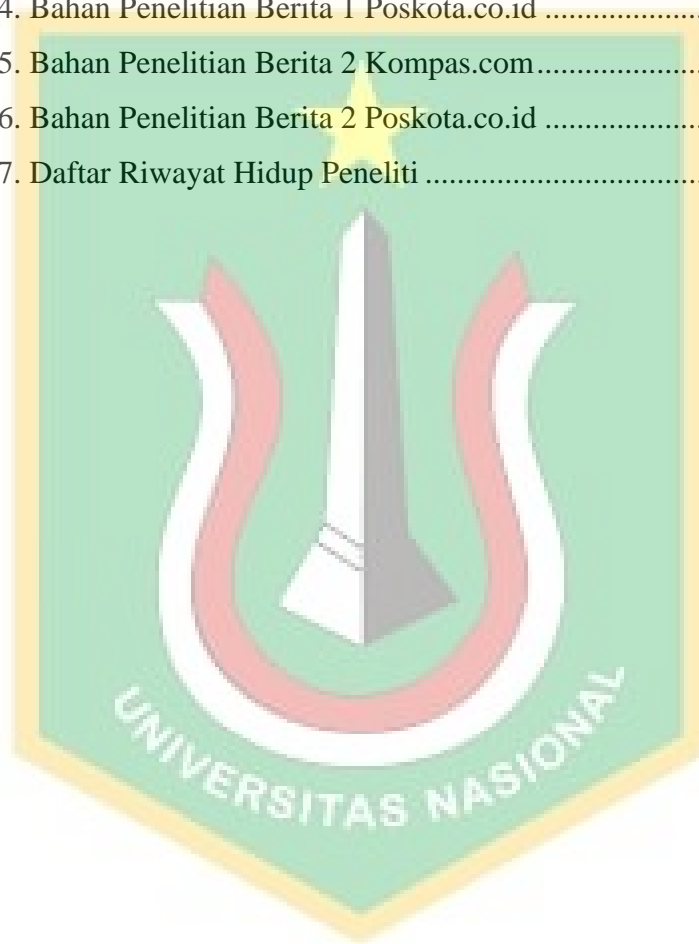 4. Bahan Penelitian Berita 1 Poskota.co.id ....................
5. Bahan Penelitian Berita 2 Kompas.com....................
6. Bahan Penelitian Berita 2 Poskota.co.id ....................
7. Daftar Riwayat Hidup Peneliti ..................................
UNIVERSITAS NASIONAL